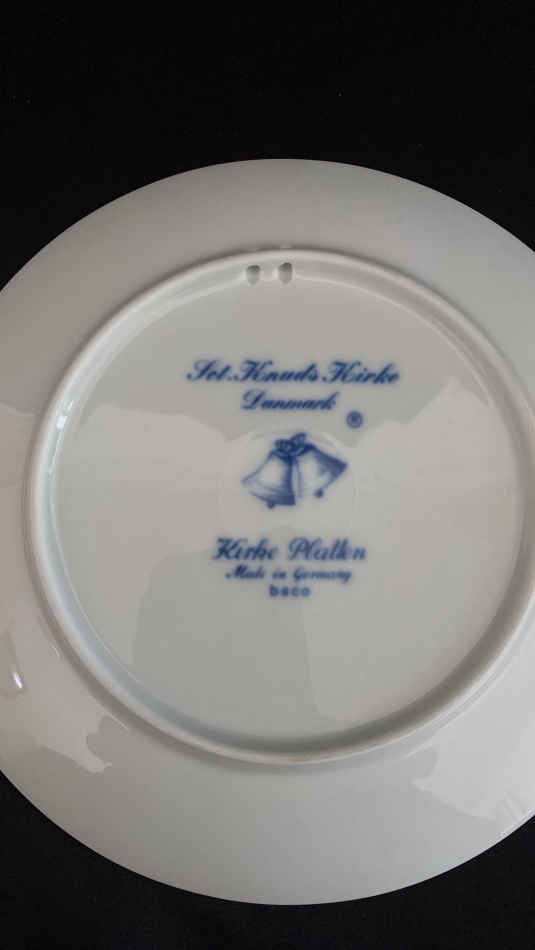 Sct. Knuds Kirke
Danmark
®
Kirke Platten
Made in Germany
baco